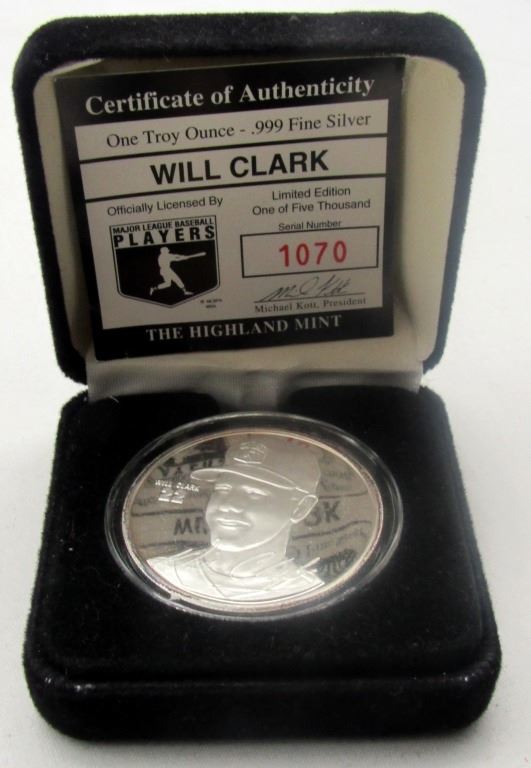 Certificate of Authenticity
One Troy Ounce - .999 Fine Silver
WILL CLARK
Officially Licensed By
MAJOR LEAGUE BASEBALL
PLAYERS
Limited Edition
One of Five Thousand
Serial Number
1070
Michael Kott, President
THE HIGHLAND MINT
WILL CLARK
22